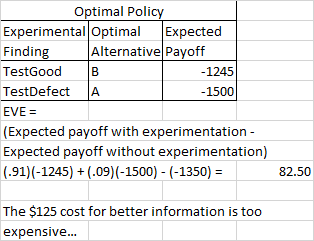 Optimal Policy
Experimental Optimal Expected
Finding Alternative Payoff
TestGood B -1245
TestDefect A -1500
EVE =
(Expected payoff with experimentation -
Expected payoff without experimentation)
(.91)(-1245) + (.09)(-1500) - (-1350) = 82.50
The $125 cost for better information is too
expensive...